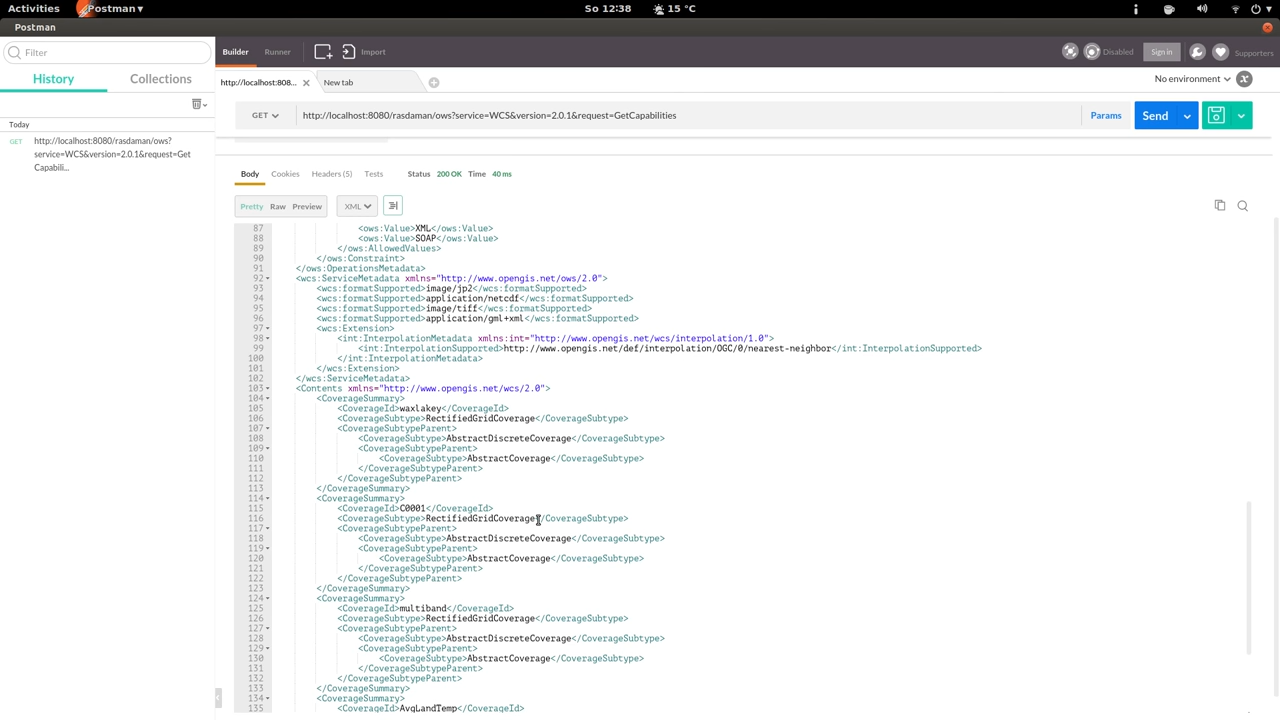 Activities Postman▾ So 12:38 15 °C
Postman
Filter
History Collections
Today
GET http://localhost:8080/rasdaman/ows?
service=WCS&version=2.0.1&request=Get
Capabili...
Builder Runner Import Disabled Sign in Supporters
http://localhost:808... New tab No environment
GET http://localhost:8080/rasdaman/ows?service=WCS&version=2.0.1&request=GetCapabilities Params Send
Body Cookies Headers (5) Tests Status 200 OK Time 40 ms
Pretty Raw Preview XML
87 <ows:Value>XML</ows:Value>
88 <ows:Value>SOAP</ows:Value>
89 </ows:AllowedValues>
90 </ows:Constraint>
91 </ows:OperationsMetadata>
92 <wcs:ServiceMetadata xmlns="http://www.opengis.net/ows/2.0">
93 <wcs:formatSupported>image/jp2</wcs:formatSupported>
94 <wcs:formatSupported>application/netcdf</wcs:formatSupported>
95 <wcs:formatSupported>image/tiff</wcs:formatSupported>
96 <wcs:formatSupported>application/gml+xml</wcs:formatSupported>
97 <wcs:Extension>
98 <int:InterpolationMetadata xmlns:int="http://www.opengis.net/wcs/interpolation/1.0">
99 <int:InterpolationSupported>http://www.opengis.net/def/interpolation/OGC/0/nearest-neighbor</int:InterpolationSupported>
100 </int:InterpolationMetadata>
101 </wcs:Extension>
102 </wcs:ServiceMetadata>
103 <Contents xmlns="http://www.opengis.net/wcs/2.0">
104 <CoverageSummary>
105 <CoverageId>waxlakey</CoverageId>
106 <CoverageSubtype>RectifiedGridCoverage</CoverageSubtype>
107 <CoverageSubtypeParent>
108 <CoverageSubtype>AbstractDiscreteCoverage</CoverageSubtype>
109 <CoverageSubtypeParent>
110 <CoverageSubtype>AbstractCoverage</CoverageSubtype>
111 </CoverageSubtypeParent>
112 </CoverageSubtypeParent>
113 </CoverageSummary>
114 <CoverageSummary>
115 <CoverageId>C0001</CoverageId>
116 <CoverageSubtype>RectifiedGridCoverage</CoverageSubtype>
117 <CoverageSubtypeParent>
118 <CoverageSubtype>AbstractDiscreteCoverage</CoverageSubtype>
119 <CoverageSubtypeParent>
120 <CoverageSubtype>AbstractCoverage</CoverageSubtype>
121 </CoverageSubtypeParent>
122 </CoverageSubtypeParent>
123 </CoverageSummary>
124 <CoverageSummary>
125 <CoverageId>multiband</CoverageId>
126 <CoverageSubtype>RectifiedGridCoverage</CoverageSubtype>
127 <CoverageSubtypeParent>
128 <CoverageSubtype>AbstractDiscreteCoverage</CoverageSubtype>
129 <CoverageSubtypeParent>
130 <CoverageSubtype>AbstractCoverage</CoverageSubtype>
131 </CoverageSubtypeParent>
132 </CoverageSubtypeParent>
133 </CoverageSummary>
134 <CoverageSummary>
135 <CoverageId>AvgLandTemp</CoverageId>